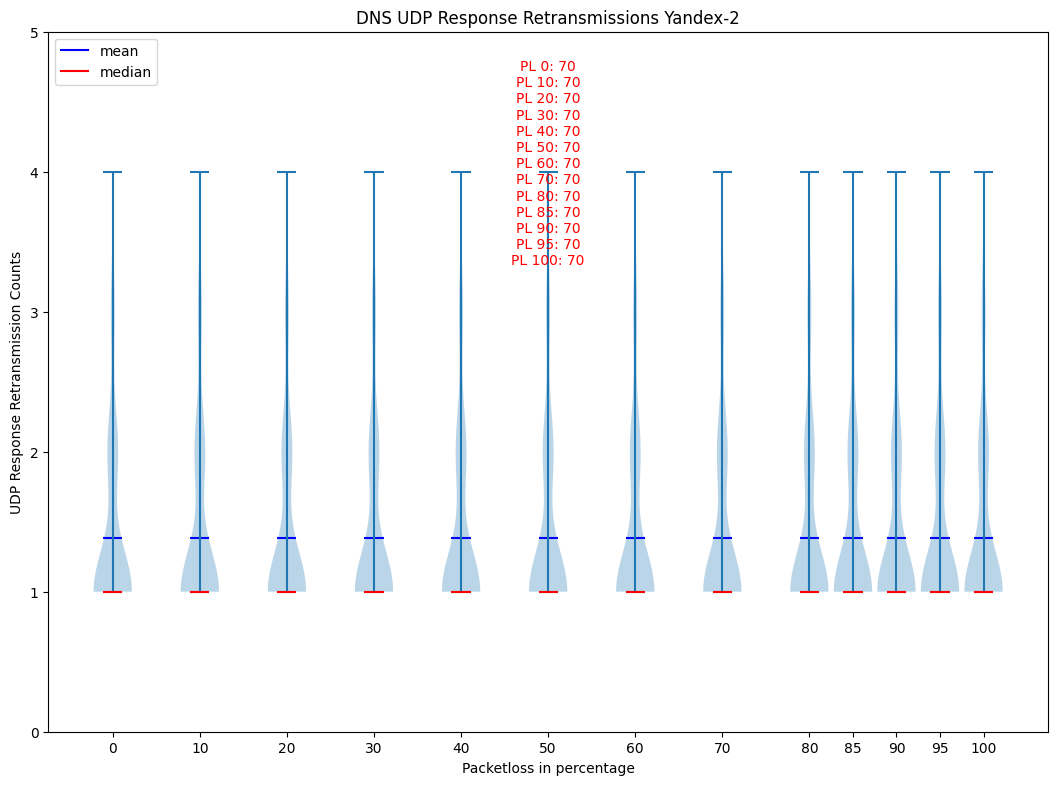 DNS UDP Response Retransmissions Yandex-2
mean
median
PL 0: 70
PL 10: 70
PL 20: 70
PL 30: 70
PL 40: 70
PL 50: 70
PL 60: 70
PL 70: 70
PL 80: 70
PL 85: 70
PL 90: 70
PL 95: 70
PL 100: 70
UDP Response Retransmission Counts
5
4
3
2
1
0
0 10 20 30 40 50 60 70 80 85 90 95 100
Packetloss in percentage